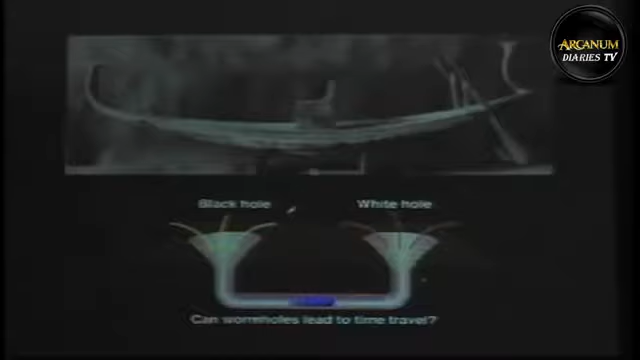 ARCANUM
DIARIES TV
Black hole
White hole
Can wormholes lead to time travel?